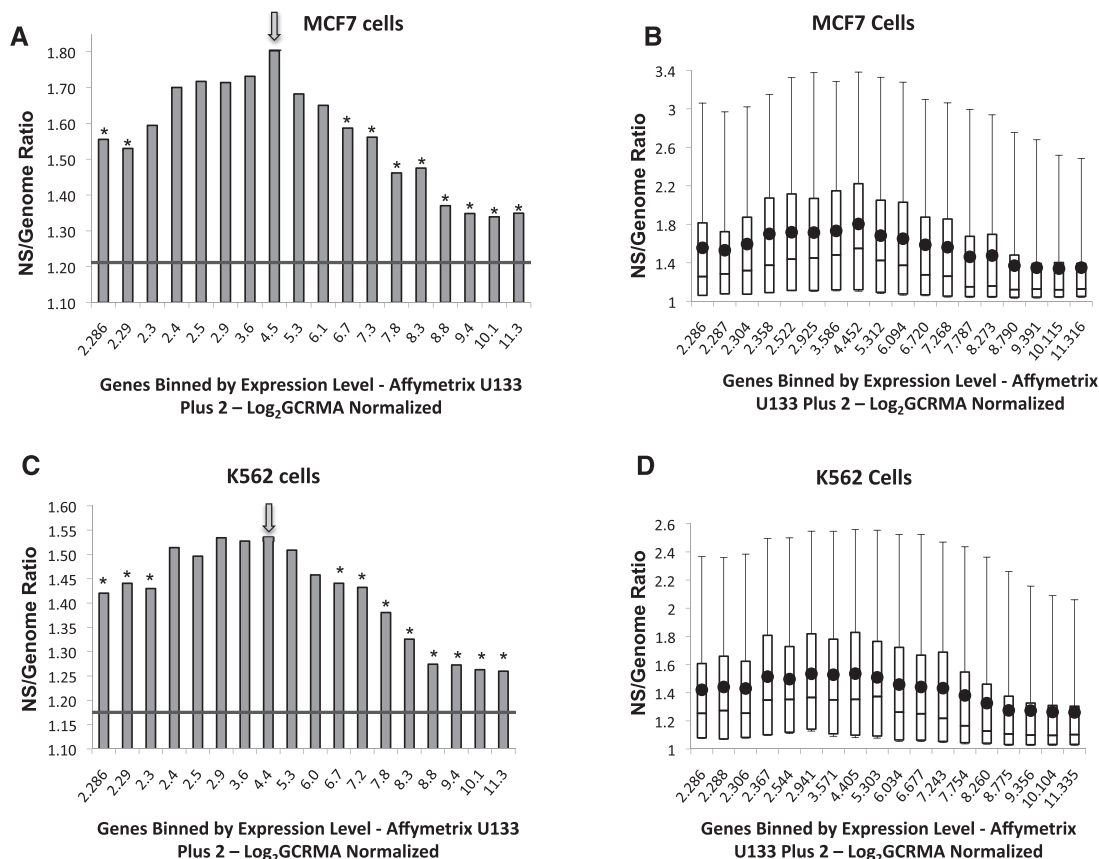 A
MCF7 cells
NS/Genome Ratio
1.80
1.70
1.60
1.50
1.40
1.30
1.20
1.10
* * * * * * * * * *
2.286 2.29 2.3 2.4 2.5 2.9 3.6 4.5 5.3 6.1 6.7 7.3 7.8 8.3 8.8 9.4 10.1 11.3
Genes Binned by Expression Level - Affymetrix U133
Plus 2 – Log2GCRMA Normalized
B
MCF7 Cells
NS/Genome Ratio
3.4
3
2.6
2.2
1.8
1.4
1
2.286 2.287 2.304 2.358 2.522 2.925 3.586 4.452 5.312 6.094 6.720 7.268 7.787 8.273 8.790 9.391 10.115 11.316
Genes Binned by Expression Level - Affymetrix
U133 Plus 2 – Log2GCRMA Normalized
C
K562 cells
NS/Genome Ratio
1.60
1.55
1.50
1.45
1.40
1.35
1.30
1.25
1.20
1.15
1.10
* * * * * * * * * * *
2.286 2.29 2.3 2.4 2.5 2.9 3.6 4.4 5.3 6.0 6.7 7.2 7.8 8.3 8.8 9.4 10.1 11.3
Genes Binned by Expression Level - Affymetrix U133
Plus 2 – Log2GCRMA Normalized
D
K562 Cells
NS/Genome Ratio
2.6
2.4
2.2
2
1.8
1.6
1.4
1.2
1
2.286 2.288 2.306 2.367 2.544 2.941 3.571 4.405 5.303 6.034 6.677 7.243 7.754 8.260 8.775 9.356 10.104 11.335
Genes Binned by Expression Level - Affymetrix
U133 Plus 2 – Log2GCRMA Normalized